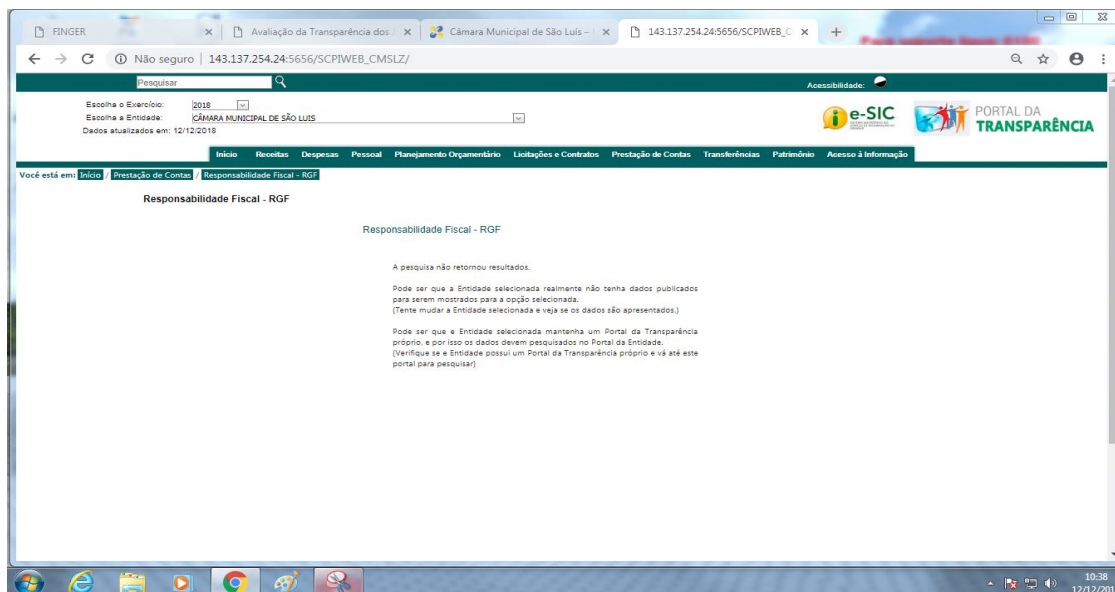 FINGER
Avaliação da Transparência dos
Câmara Municipal de São Luís –
143.137.254.24:5656/SCPIWEB_C
Não seguro | 143.137.254.24:5656/SCPIWEB_CMSLZ/
Pesquisar
Acessibilidade:
Escolha o Exercício: 2018
Escolha a Entidade: CÂMARA MUNICIPAL DE SÃO LUIS
Dados atualizados em: 12/12/2018
e-SIC
PORTAL DA
TRANSPARÊNCIA
Início Receitas Despesas Pessoal Planejamento Orçamentário Licitações e Contratos Prestação de Contas Transferências Patrimônio Acesso à Informação
Você está em: Início / Prestação de Contas / Responsabilidade Fiscal - RGF
Responsabilidade Fiscal - RGF
Responsabilidade Fiscal - RGF
A pesquisa não retornou resultados.
Pode ser que a Entidade selecionada realmente não tenha dados publicados
para serem mostrados para a opção selecionada.
(Tente mudar a Entidade selecionada e veja se os dados são apresentados.)
Pode ser que e Entidade selecionada mantenha um Portal da Transparência
próprio, e por isso os dados devem pesquisados no Portal da Entidade.
(Verifique se e Entidade possui um Portal da Transparência próprio e vá até este
portal para pesquisar)
10:38
12/12/201